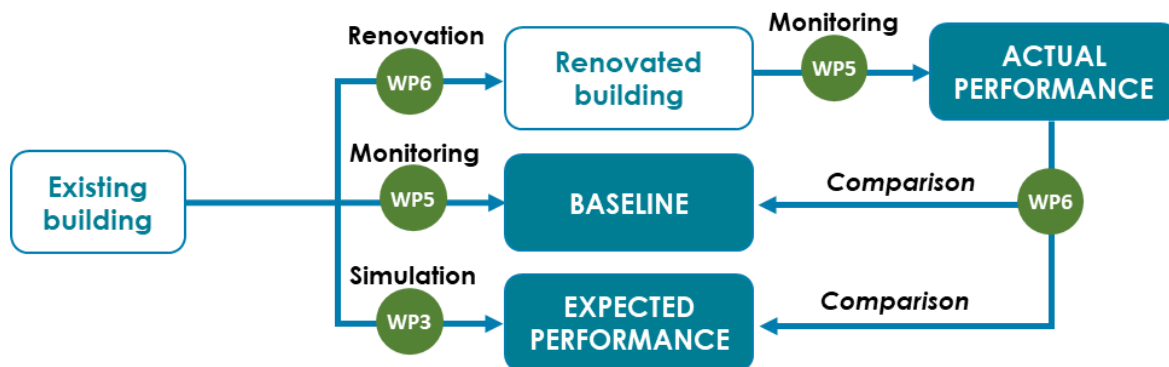 Renovation
WP6
Renovated
building
Monitoring
WP5
ACTUAL
PERFORMANCE
Existing
building
Monitoring
WP5
BASELINE
Comparison
WP6
Simulation
WP3
EXPECTED
PERFORMANCE
Comparison